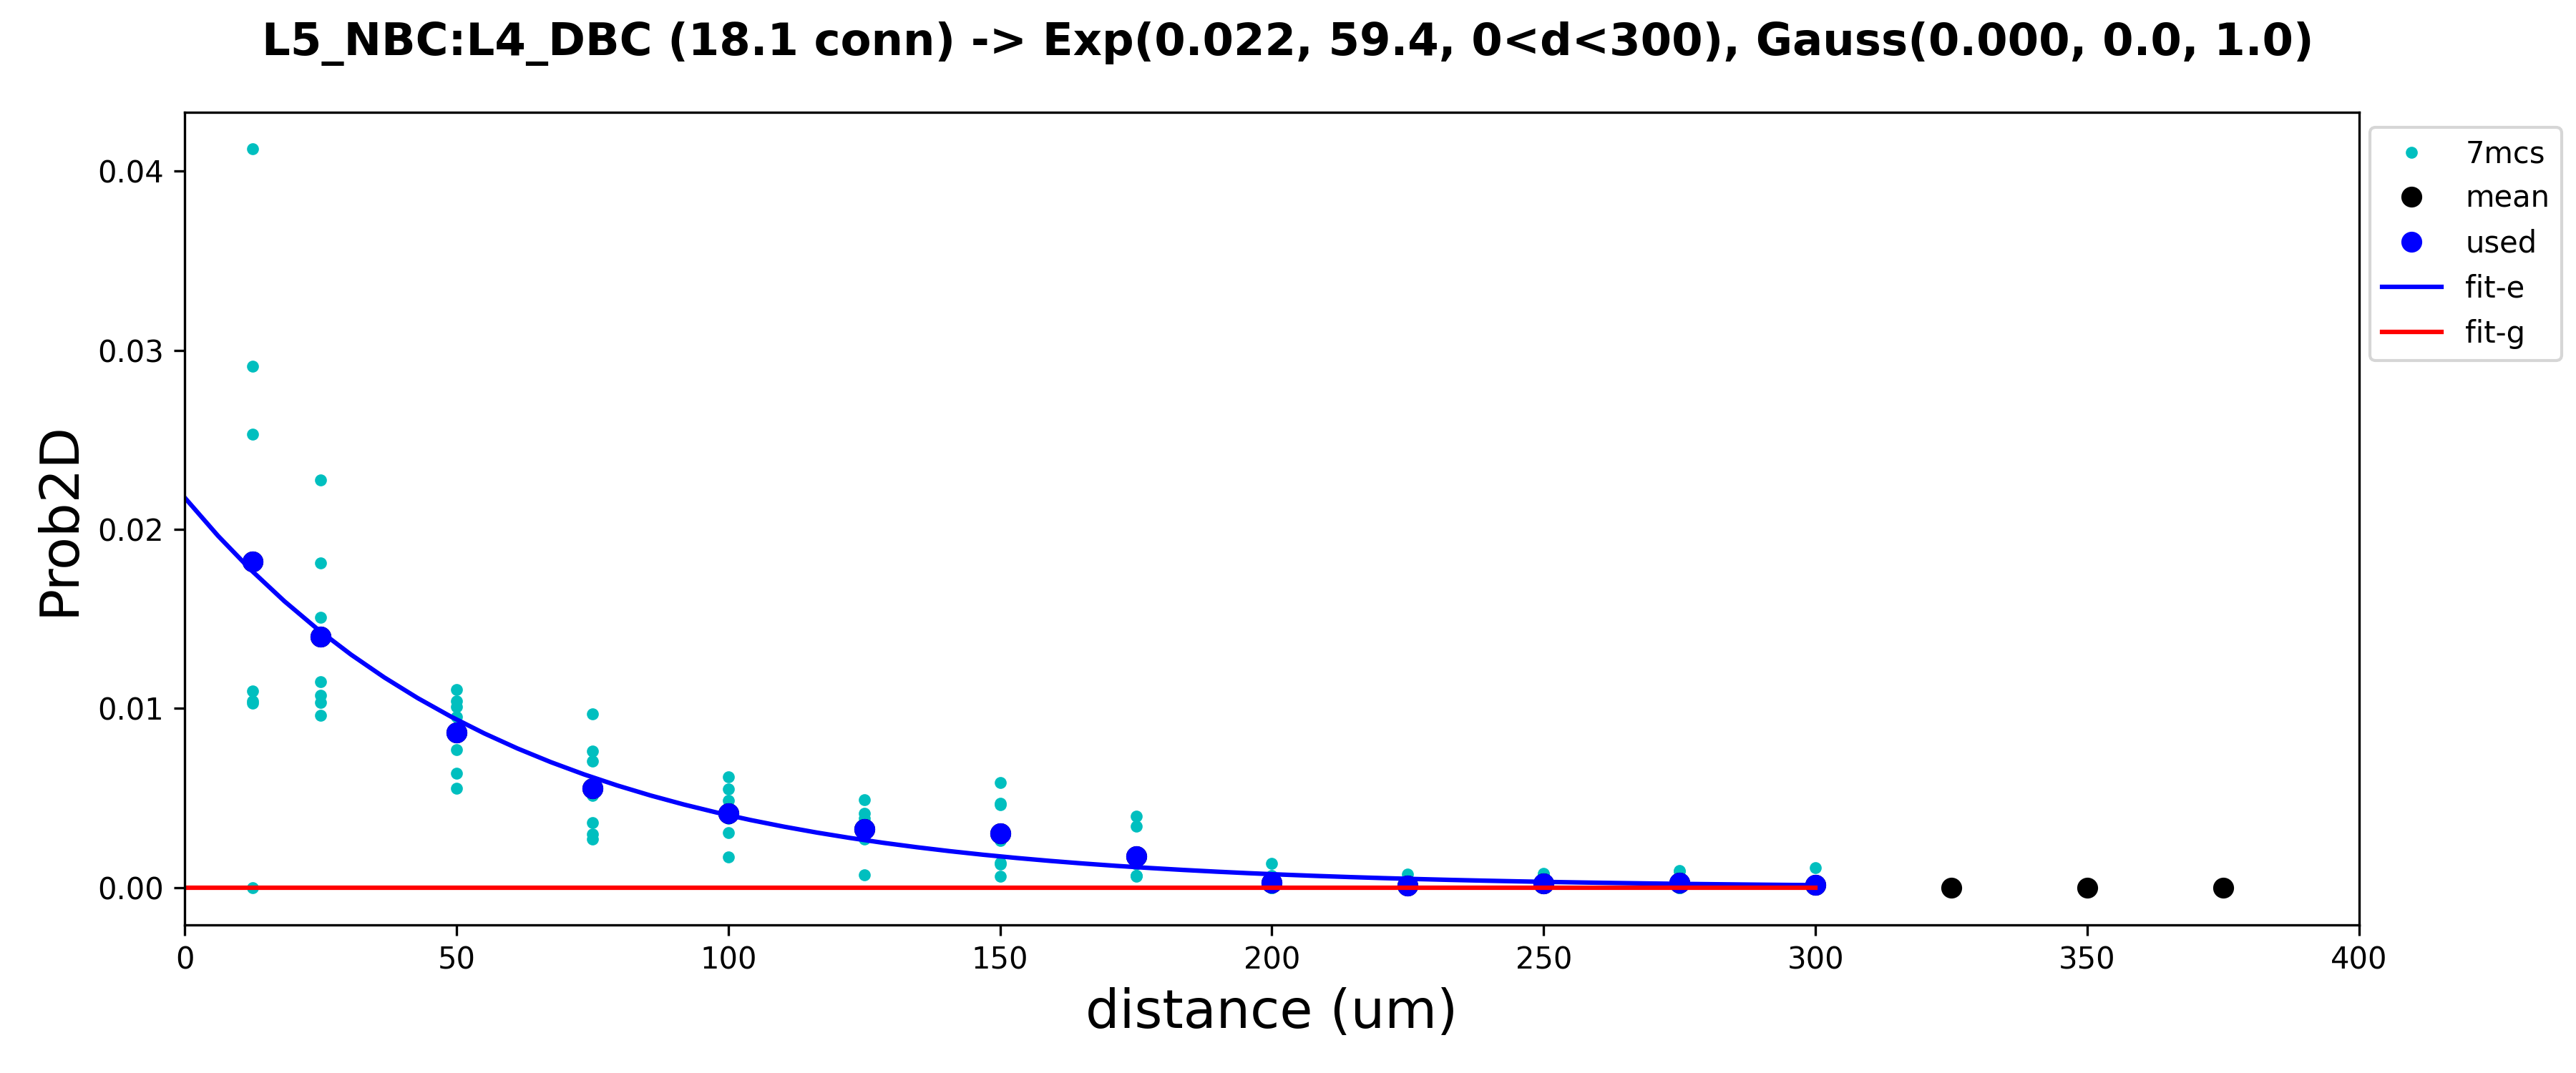 L5_NBC:L4_DBC (18.1 conn) -> Exp(0.022, 59.4, 0<d<300), Gauss(0.000, 0.0, 1.0)
7mcs
mean
used
fit-e
fit-g
Prob2D
0.04
0.03
0.02
0.01
0.00
0 50 100 150 200 250 300 350 400
distance (um)